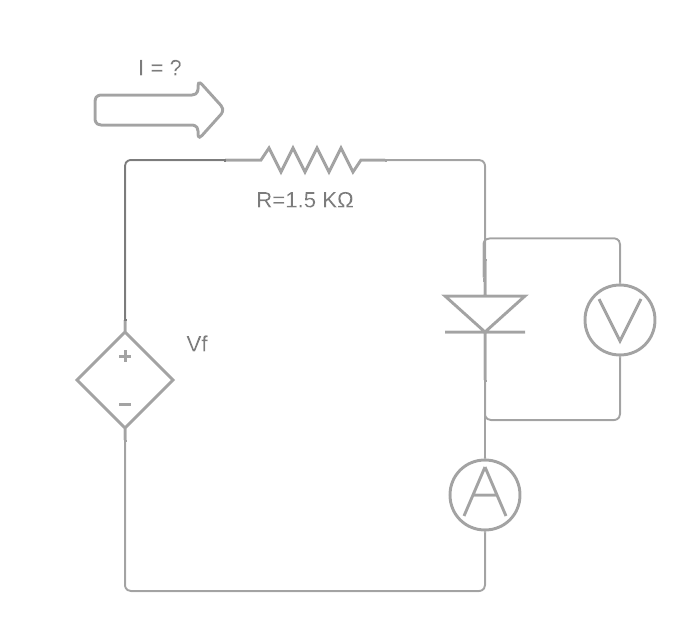 I = ?
R=1.5 KΩ
Vf
+
−
V
A